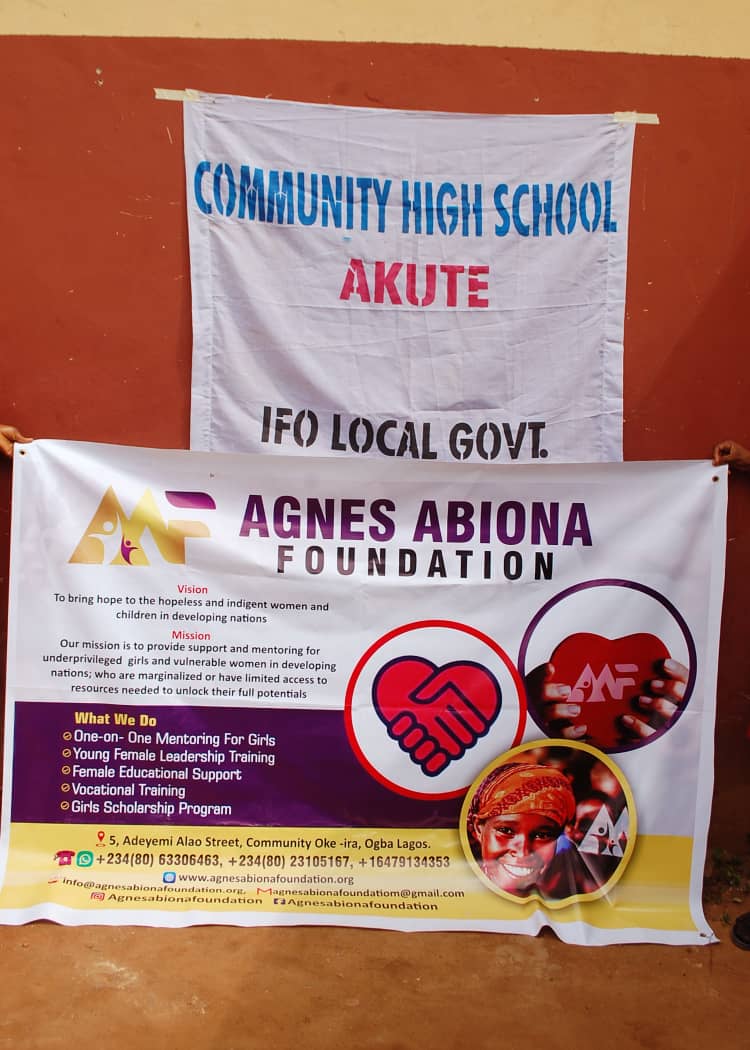 COMMUNITY HIGH SCHOOL
AKUTE
IFO LOCAL GOVT.
AMF
AGNES ABIONA
FOUNDATION
Vision
To bring hope to the hopeless and indigent women and
children in developing nations
Mission
Our mission is to provide support and mentoring for
underprivileged girls and vulnerable women in developing
nations; who are marginalized or have limited access to
resources needed to unlock their full potentials
AMF
What We Do
One-on- One Mentoring For Girls
Young Female Leadership Training
Female Educational Support
Vocational Training
Girls Scholarship Program
5, Adeyemi Alao Street, Community Oke -ira, Ogba Lagos.
+234(80) 63306463, +234(80) 23105167, +16479134353
www.agnesabionafoundation.org
info@agnesabionafoundation.org, agnesabionafoundatiom@gmail.com
Agnesabionafoundation Agnesabionafoundation